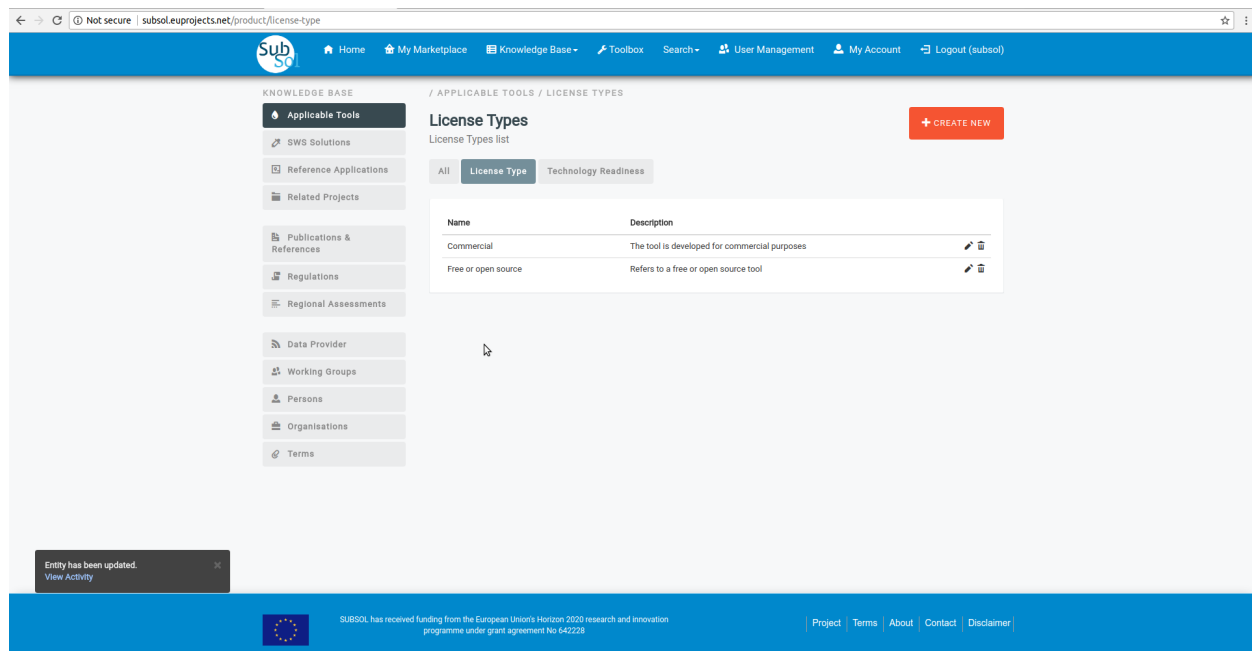 Not secure | subsol.euprojects.net/product/license-type
Sub Sol
Home My Marketplace Knowledge Base Toolbox Search User Management My Account Logout (subsol)
KNOWLEDGE BASE
Applicable Tools
SWS Solutions
Reference Applications
Related Projects
Publications &
References
Regulations
Regional Assessments
Data Provider
Working Groups
Persons
Organisations
Terms
/ APPLICABLE TOOLS / LICENSE TYPES
License Types
License Types list
+ CREATE NEW
All License Type Technology Readiness
Name Description
Commercial The tool is developed for commercial purposes
Free or open source Refers to a free or open source tool
Entity has been updated.
View Activity
SUBSOL has received funding from the European Union's Horizon 2020 research and innovation
programme under grant agreement No 642228
Project | Terms | About | Contact | Disclaimer